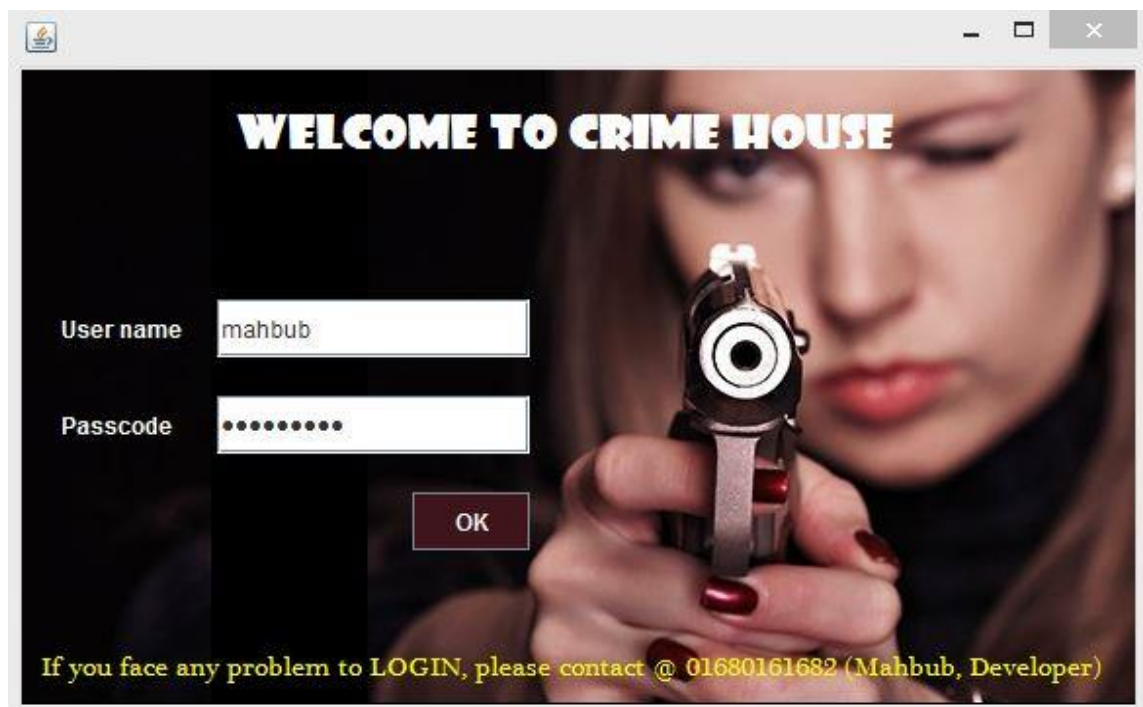 WELCOME TO CRIME HOUSE
User name mahbub
Passcode •••••••••
OK
If you face any problem to LOGIN, please contact @ 01680161682 (Mahbub, Developer)